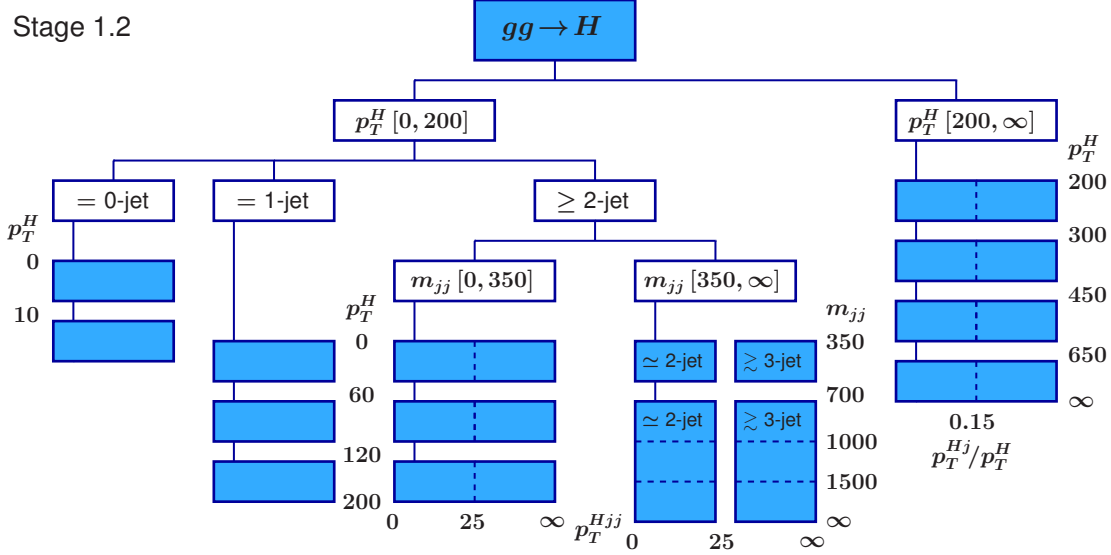 Stage 1.2
gg → H
p_T^H [0, 200]
p_T^H [200, ∞]
= 0-jet
= 1-jet
≥ 2-jet
p_T^H
0
10
m_jj [0, 350]
m_jj [350, ∞]
p_T^H
0
60
120
200
0
25
∞
≃ 2-jet
≳ 3-jet
≃ 2-jet
≳ 3-jet
m_jj
350
700
1000
1500
∞
p_T^Hjj
0
25
∞
p_T^H
200
300
450
650
∞
0.15
p_T^Hj/p_T^H